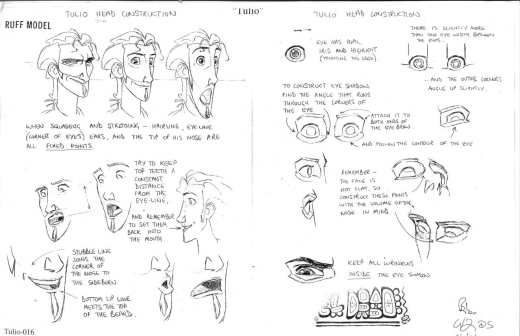 "Tulio"
RUFF MODEL
TULIO HEAD CONSTRUCTION
WHEN SQUASHING AND STRETCHING - HAIRLINE, EYE LINE
(CORNER OF EYES) EARS, AND THE TIP OF HIS NOSE ARE
ALL FIXED POINTS.
TRY TO KEEP
TOP TEETH A
CONSTANT
DISTANCE
FROM THE
EYE-LINE.
AND REMEMBER
TO SET THEM
BACK INTO
THE MOUTH.
STUBBLE LINE
JOINS THE
CORNER OF
THE NOSE TO
THE SIDEBURN.
BOTTOM LIP LINE
MEETS THE TOP
OF THE BEARD.
Tulio-016
TULIO HEAD CONSTRUCTION
EYE HAS PUPIL,
IRIS AND HIGHLIGHT
(TOUCHING THE EDGE).
THERE IS SLIGHTLY MORE
THAN ONE EYE WIDTH BETWEEN
THE EYES...
...AND THE OUTER CORNERS
ANGLE UP SLIGHTLY.
TO CONSTRUCT EYE SHADOW
FIND THE ANGLE THAT RUNS
THROUGH THE CORNERS OF
THE EYE
ATTACH IT TO
BOTH ENDS OF
THE EYE BROW
AND FOLLOW THE CONTOUR OF THE EYE
REMEMBER -
THE FACE IS
NOT FLAT, SO
CONSTRUCT THESE POINTS
WITH THE VOLUME OF THE
NOSE IN MIND.
KEEP ALL WRINKLES
INSIDE THE EYE SHADOW